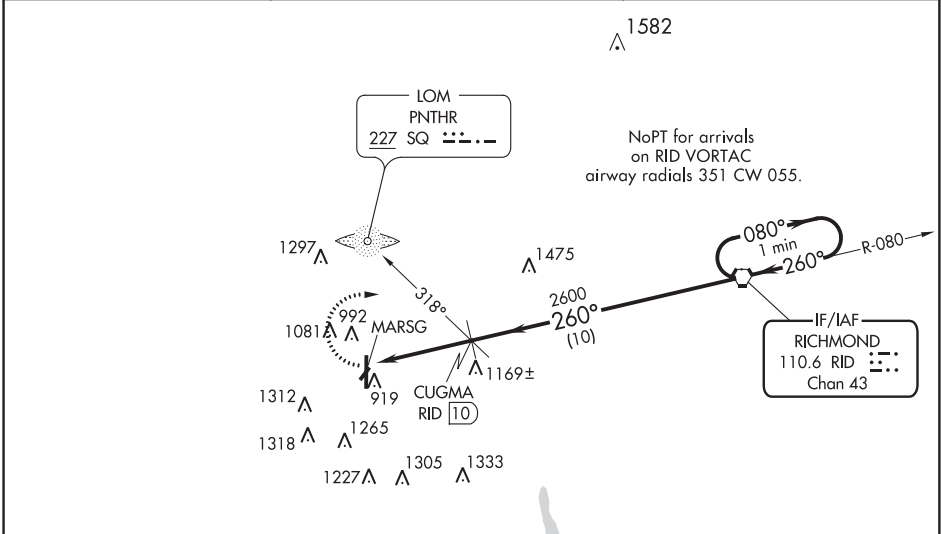 1582
LOM
PNTHR
227 SQ
NoPT for arrivals
on RID VORTAC
airway radials 351 CW 055.
080°
1 min
260°
R-080
1297
1475
318°
2600
260°
(10)
IF/IAF
RICHMOND
110.6 RID
Chan 43
992
1081
MARSG
1169±
919
CUGMA
RID 10
1312
1318
1265
1227
1305
1333